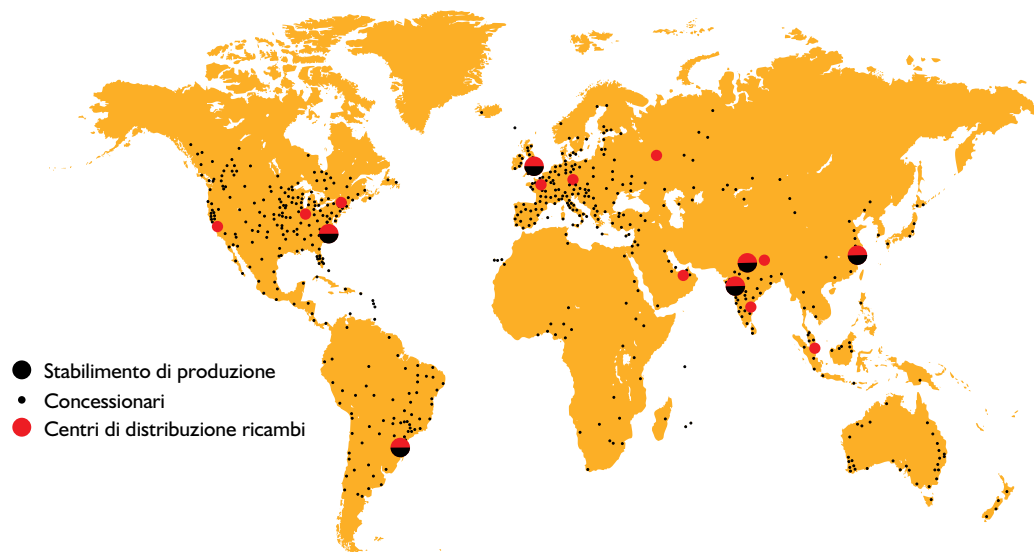 Stabilimento di produzione
Concessionari
Centri di distribuzione ricambi